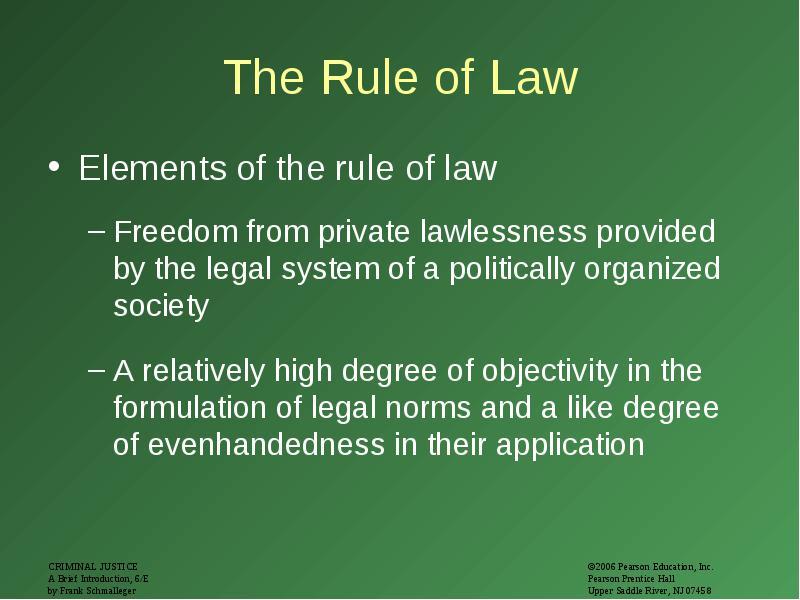 The Rule of Law
• Elements of the rule of law
– Freedom from private lawlessness provided
by the legal system of a politically organized
society
– A relatively high degree of objectivity in the
formulation of legal norms and a like degree
of evenhandedness in their application
CRIMINAL JUSTICE
A Brief Introduction, 6/E
by Frank Schmalleger
©2006 Pearson Education, Inc.
Pearson Prentice Hall
Upper Saddle River, NJ 07458